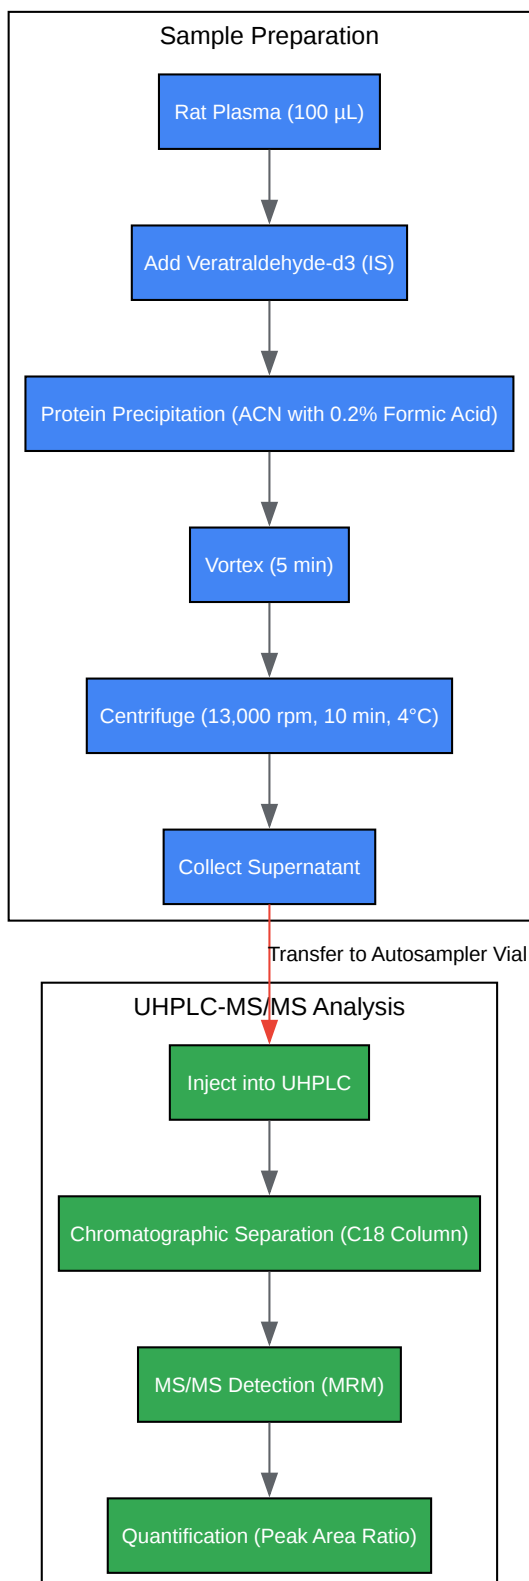 Sample Preparation
Rat Plasma (100 µL)
Add Veratraldehyde-d3 (IS)
Protein Precipitation (ACN with 0.2% Formic Acid)
Vortex (5 min)
Centrifuge (13,000 rpm, 10 min, 4°C)
Collect Supernatant
Transfer to Autosampler Vial
UHPLC-MS/MS Analysis
Inject into UHPLC
Chromatographic Separation (C18 Column)
MS/MS Detection (MRM)
Quantification (Peak Area Ratio)